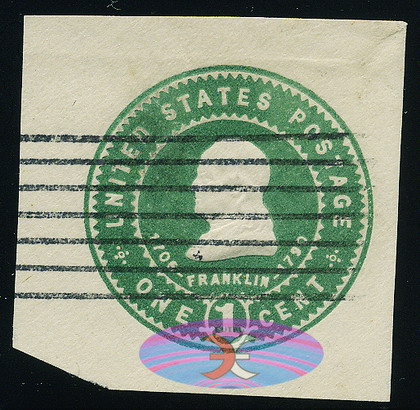 UNITED STATES POSTAGE
1706 FRANKLIN 1790
ONE 1 CENT